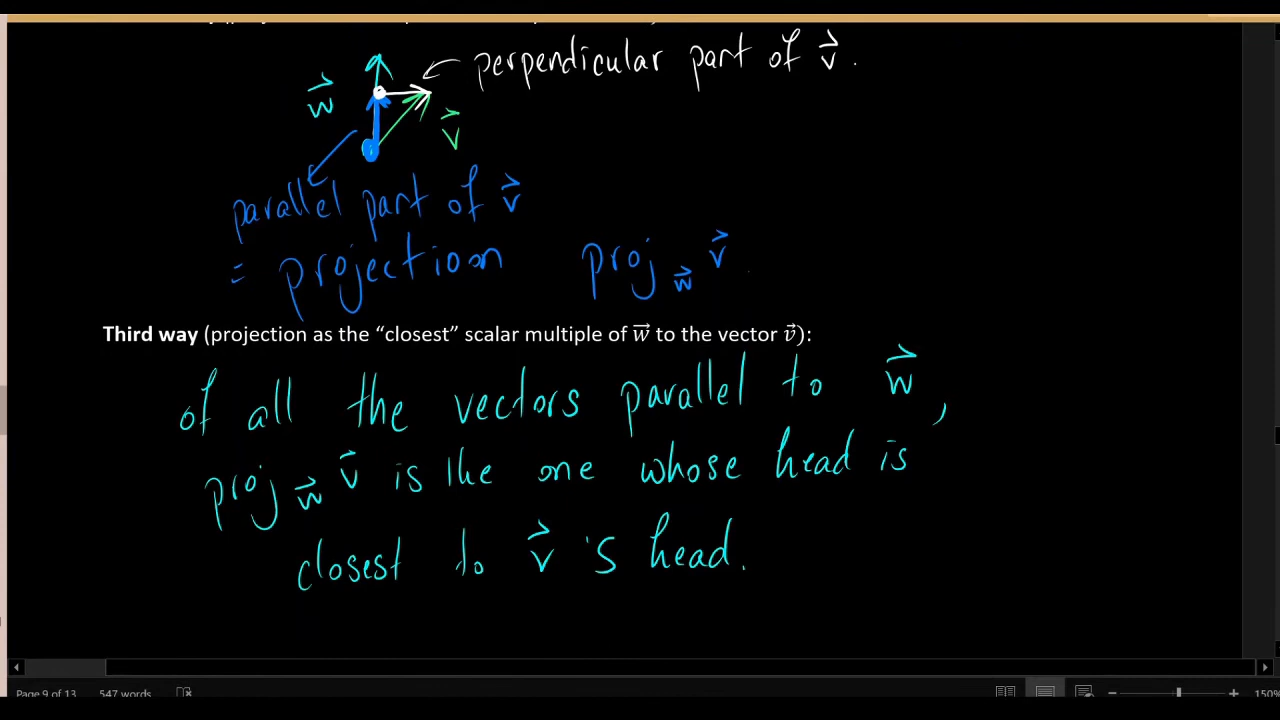 perpendicular part of v⃗.
w⃗
v⃗
parallel part of v⃗
= projectioon proj_w⃗ v⃗
Third way (projection as the “closest” scalar multiple of w⃗ to the vector v⃗):
of all the vectors parallel to w⃗,
proj_w⃗ v⃗ is the one whose head is
closest to v⃗ 's head.
Page 9 of 13 547 words 150%